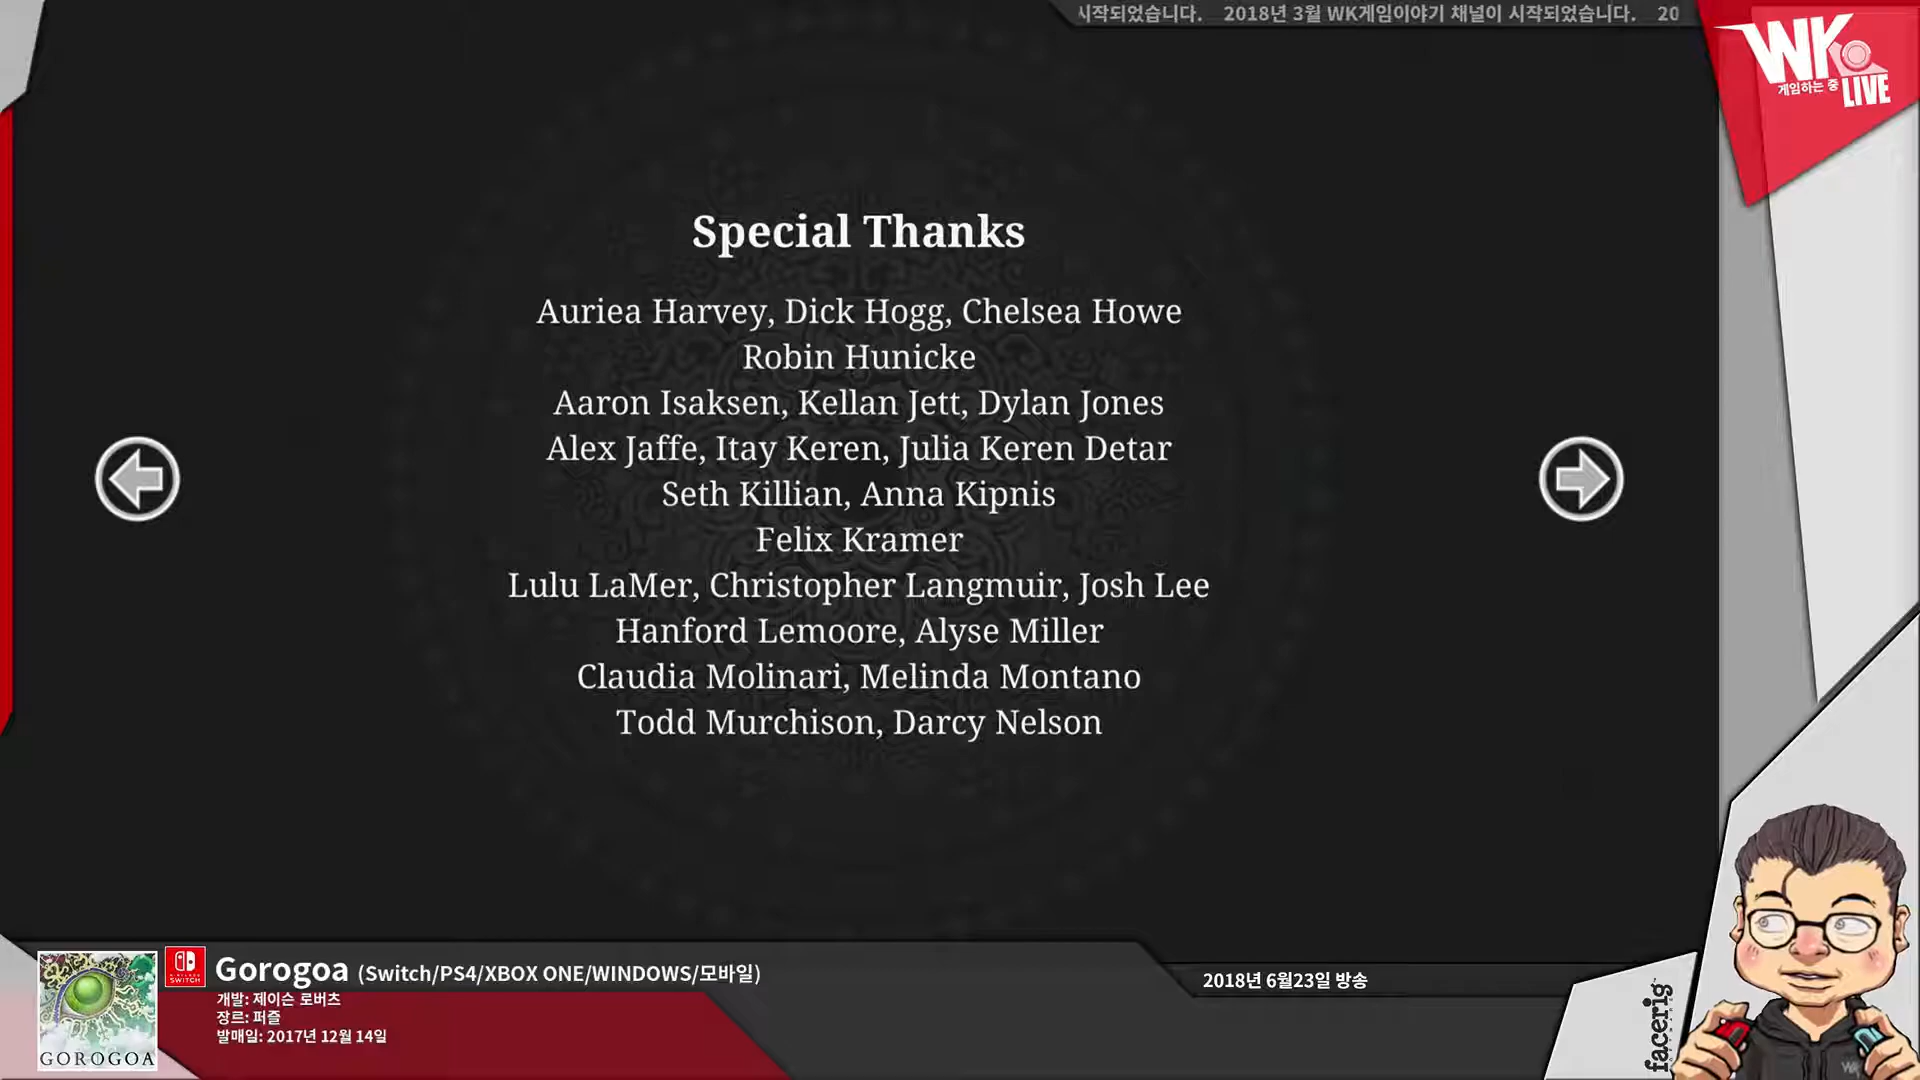 시작되었습니다. 2018년 3월 WK게임이야기 채널이 시작되었습니다. 20
WK
게임하는 중 LIVE
Special Thanks
Auriea Harvey, Dick Hogg, Chelsea Howe
Robin Hunicke
Aaron Isaksen, Kellan Jett, Dylan Jones
Alex Jaffe, Itay Keren, Julia Keren Detar
Seth Killian, Anna Kipnis
Felix Kramer
Lulu LaMer, Christopher Langmuir, Josh Lee
Hanford Lemoore, Alyse Miller
Claudia Molinari, Melinda Montano
Todd Murchison, Darcy Nelson
Gorogoa (Switch/PS4/XBOX ONE/WINDOWS/모바일)
개발: 제이슨 로버츠
장르: 퍼즐
발매일: 2017년 12월 14일
GOROGOA
2018년 6월23일 방송
facerig